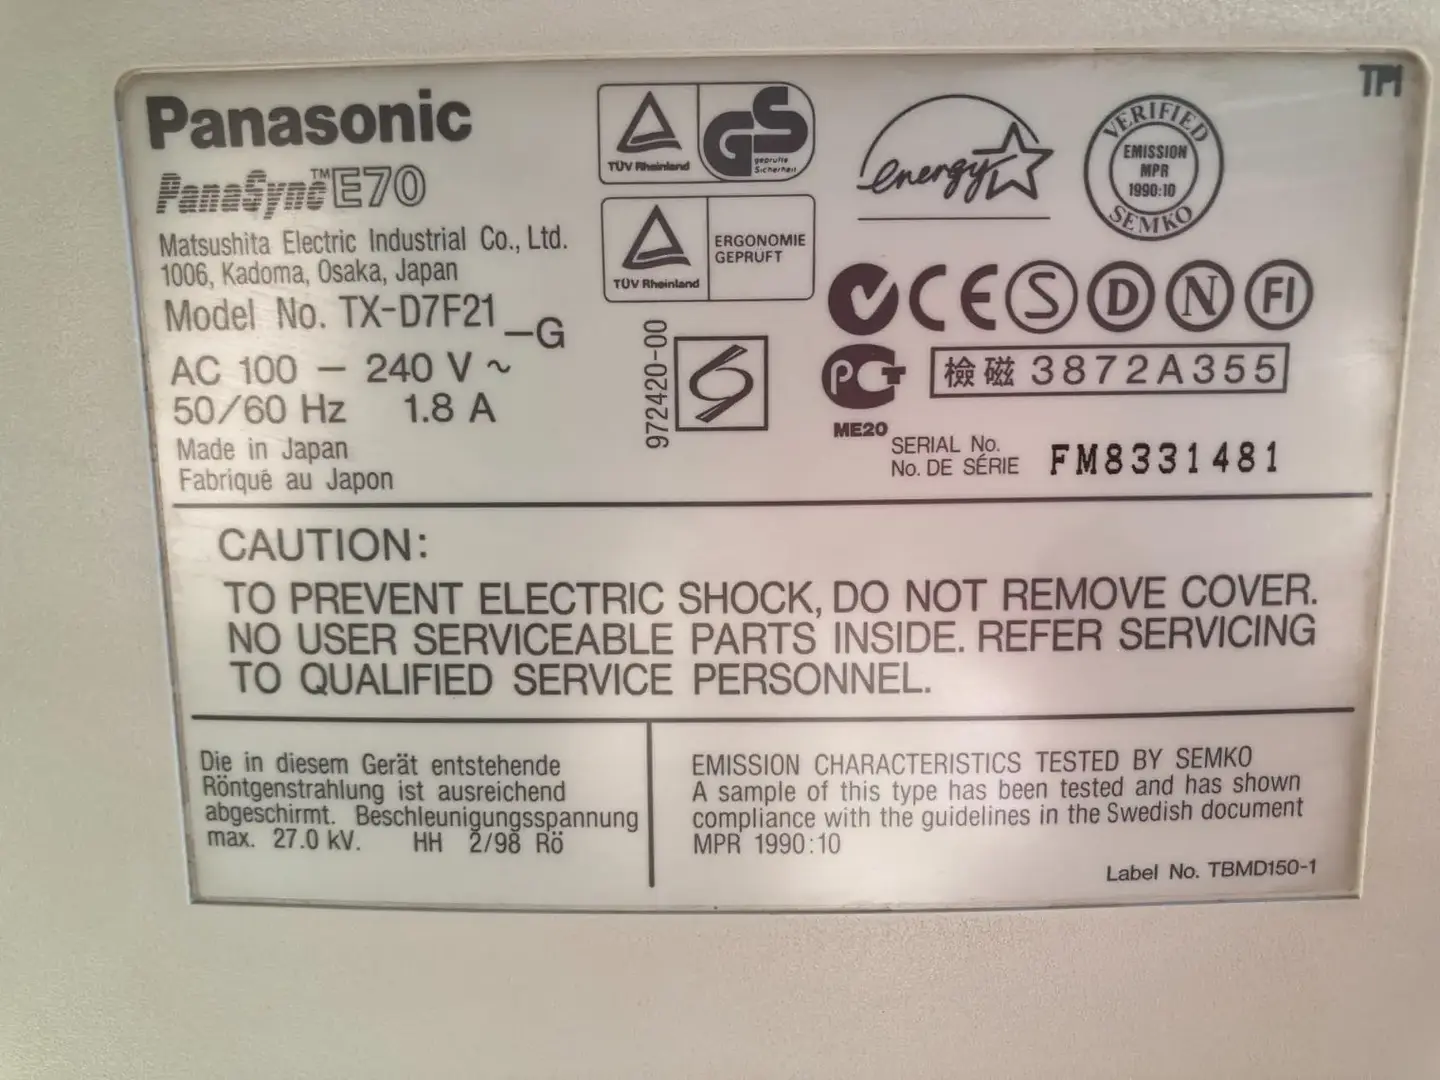 TP1
Panasonic
PanaSync™E70
Matsushita Electric Industrial Co., Ltd.
1006, Kadoma, Osaka, Japan
Model No. TX-D7F21-G
AC 100 – 240 V ~
50/60 Hz 1.8 A
Made in Japan
Fabriqué au Japon
TÜV Rheinland
GS
geprüfte
Sicherheit
TÜV Rheinland
ERGONOMIE
GEPRÜFT
972420-00
S
energy
VERIFIED
EMISSION
MPR
1990:10
SEMKO
CE S D N FI
PCT
ME20
檢磁 3872A355
SERIAL No.
No. DE SÉRIE FM8331481
CAUTION:
TO PREVENT ELECTRIC SHOCK, DO NOT REMOVE COVER.
NO USER SERVICEABLE PARTS INSIDE. REFER SERVICING
TO QUALIFIED SERVICE PERSONNEL.
Die in diesem Gerät entstehende
Röntgenstrahlung ist ausreichend
abgeschirmt. Beschleunigungsspannung
max. 27.0 kV. HH 2/98 Rö
EMISSION CHARACTERISTICS TESTED BY SEMKO
A sample of this type has been tested and has shown
compliance with the guidelines in the Swedish document
MPR 1990:10
Label No. TBMD150-1